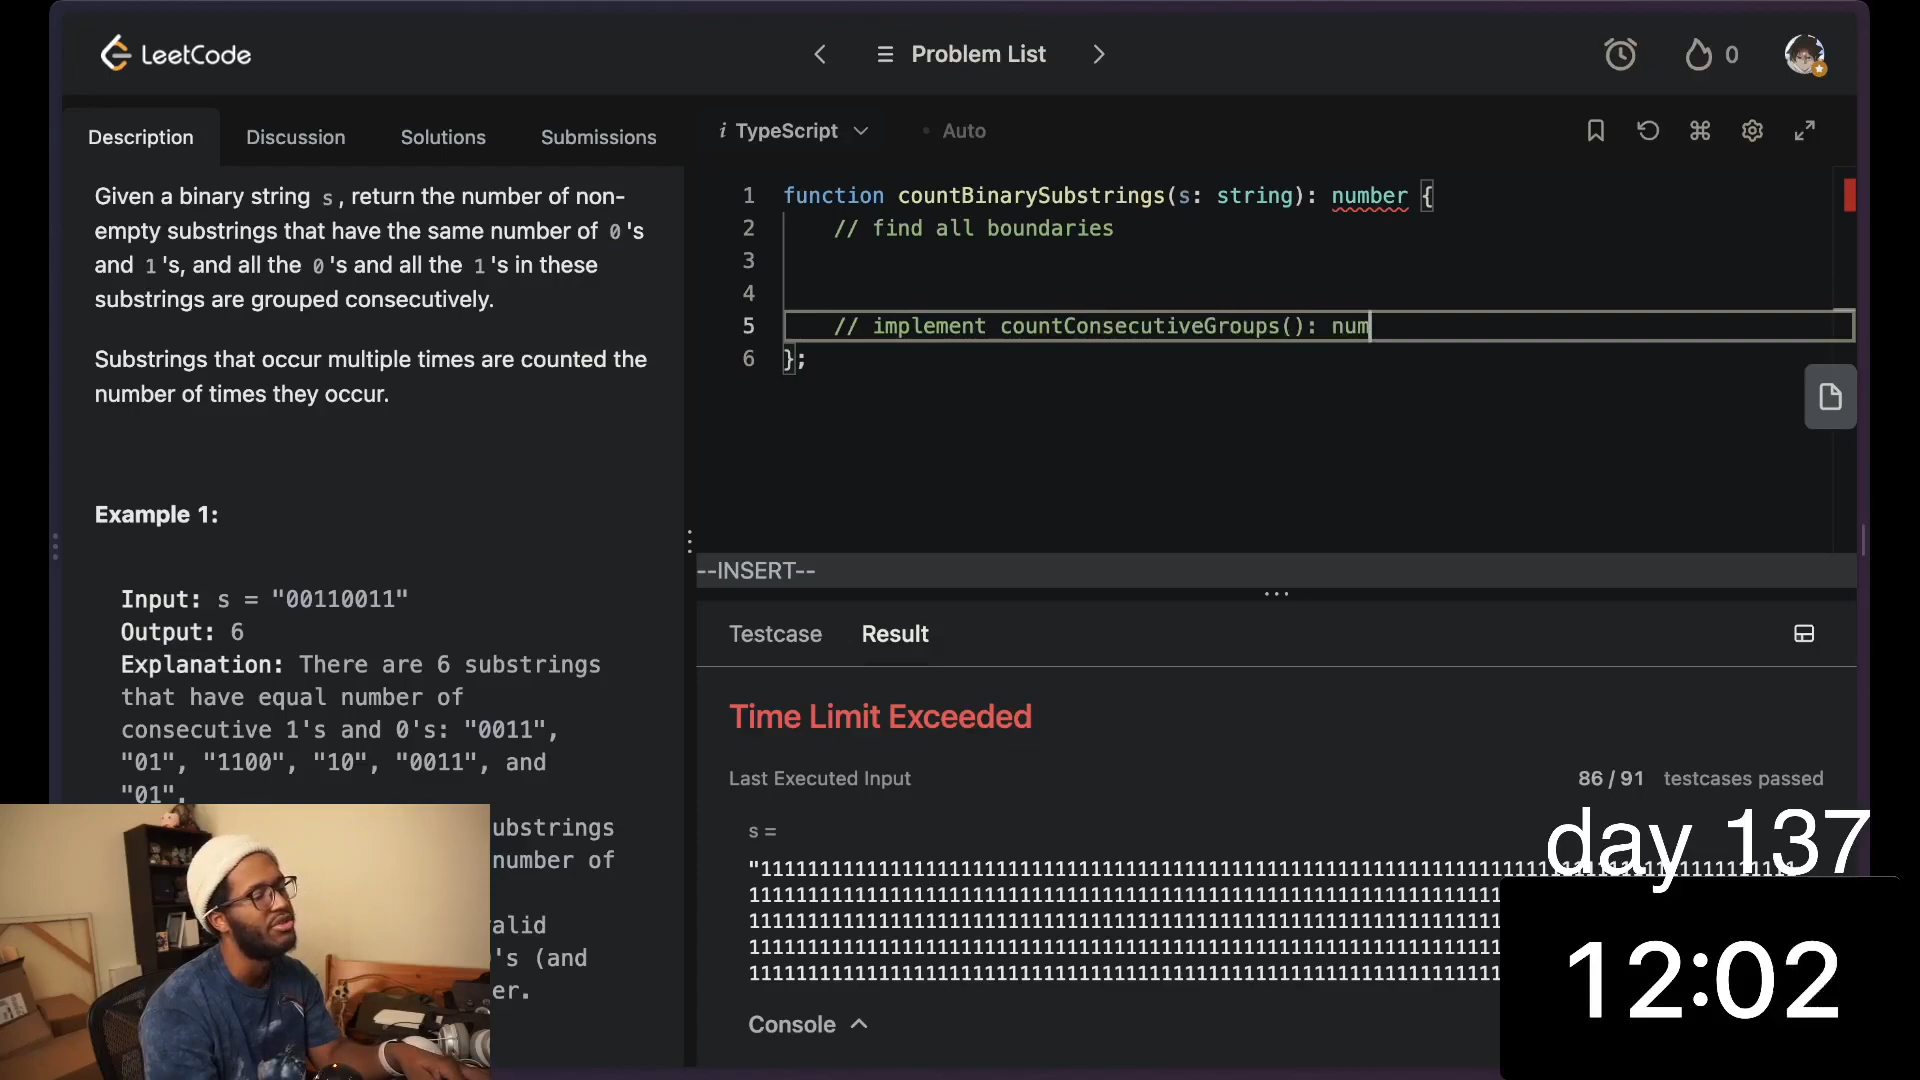 LeetCode
Problem List
0
Description
Discussion
Solutions
Submissions
i TypeScript
• Auto
Given a binary string s, return the number of non-
empty substrings that have the same number of 0's
and 1's, and all the 0's and all the 1's in these
substrings are grouped consecutively.
Substrings that occur multiple times are counted the
number of times they occur.
Example 1:
Input: s = "00110011"
Output: 6
Explanation: There are 6 substrings
that have equal number of
consecutive 1's and 0's: "0011",
"01", "1100", "10", "0011", and
"01".
ubstrings
number of
alid
's (and
er.
1 function countBinarySubstrings(s: string): number {
2 // find all boundaries
3
4
5 // implement countConsecutiveGroups(): num
6 };
--INSERT--
Testcase
Result
Time Limit Exceeded
Last Executed Input
86 / 91 testcases passed
s =
Console
day 137
12:02